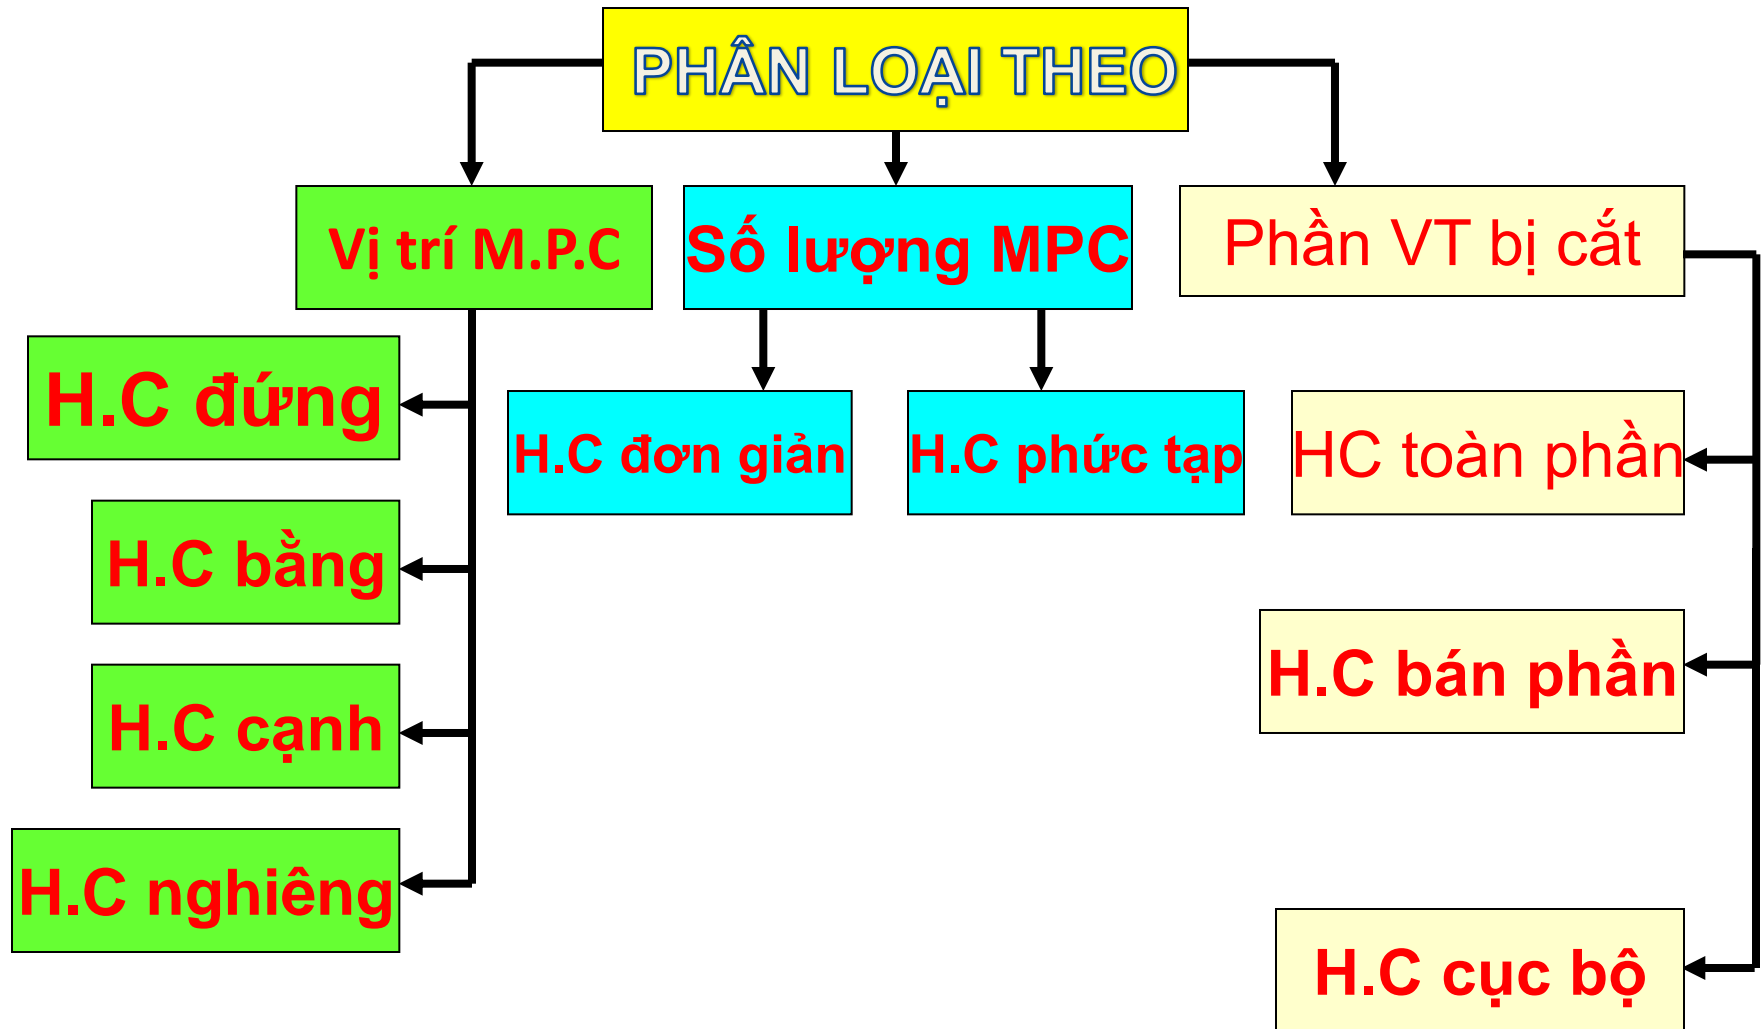 PHÂN LOẠI THEO
Vị trí M.P.C
Số lượng MPC
Phần VT bị cắt
H.C đứng
H.C bằng
H.C cạnh
H.C nghiêng
H.C đơn giản
H.C phức tạp
HC toàn phần
H.C bán phần
H.C cục bộ